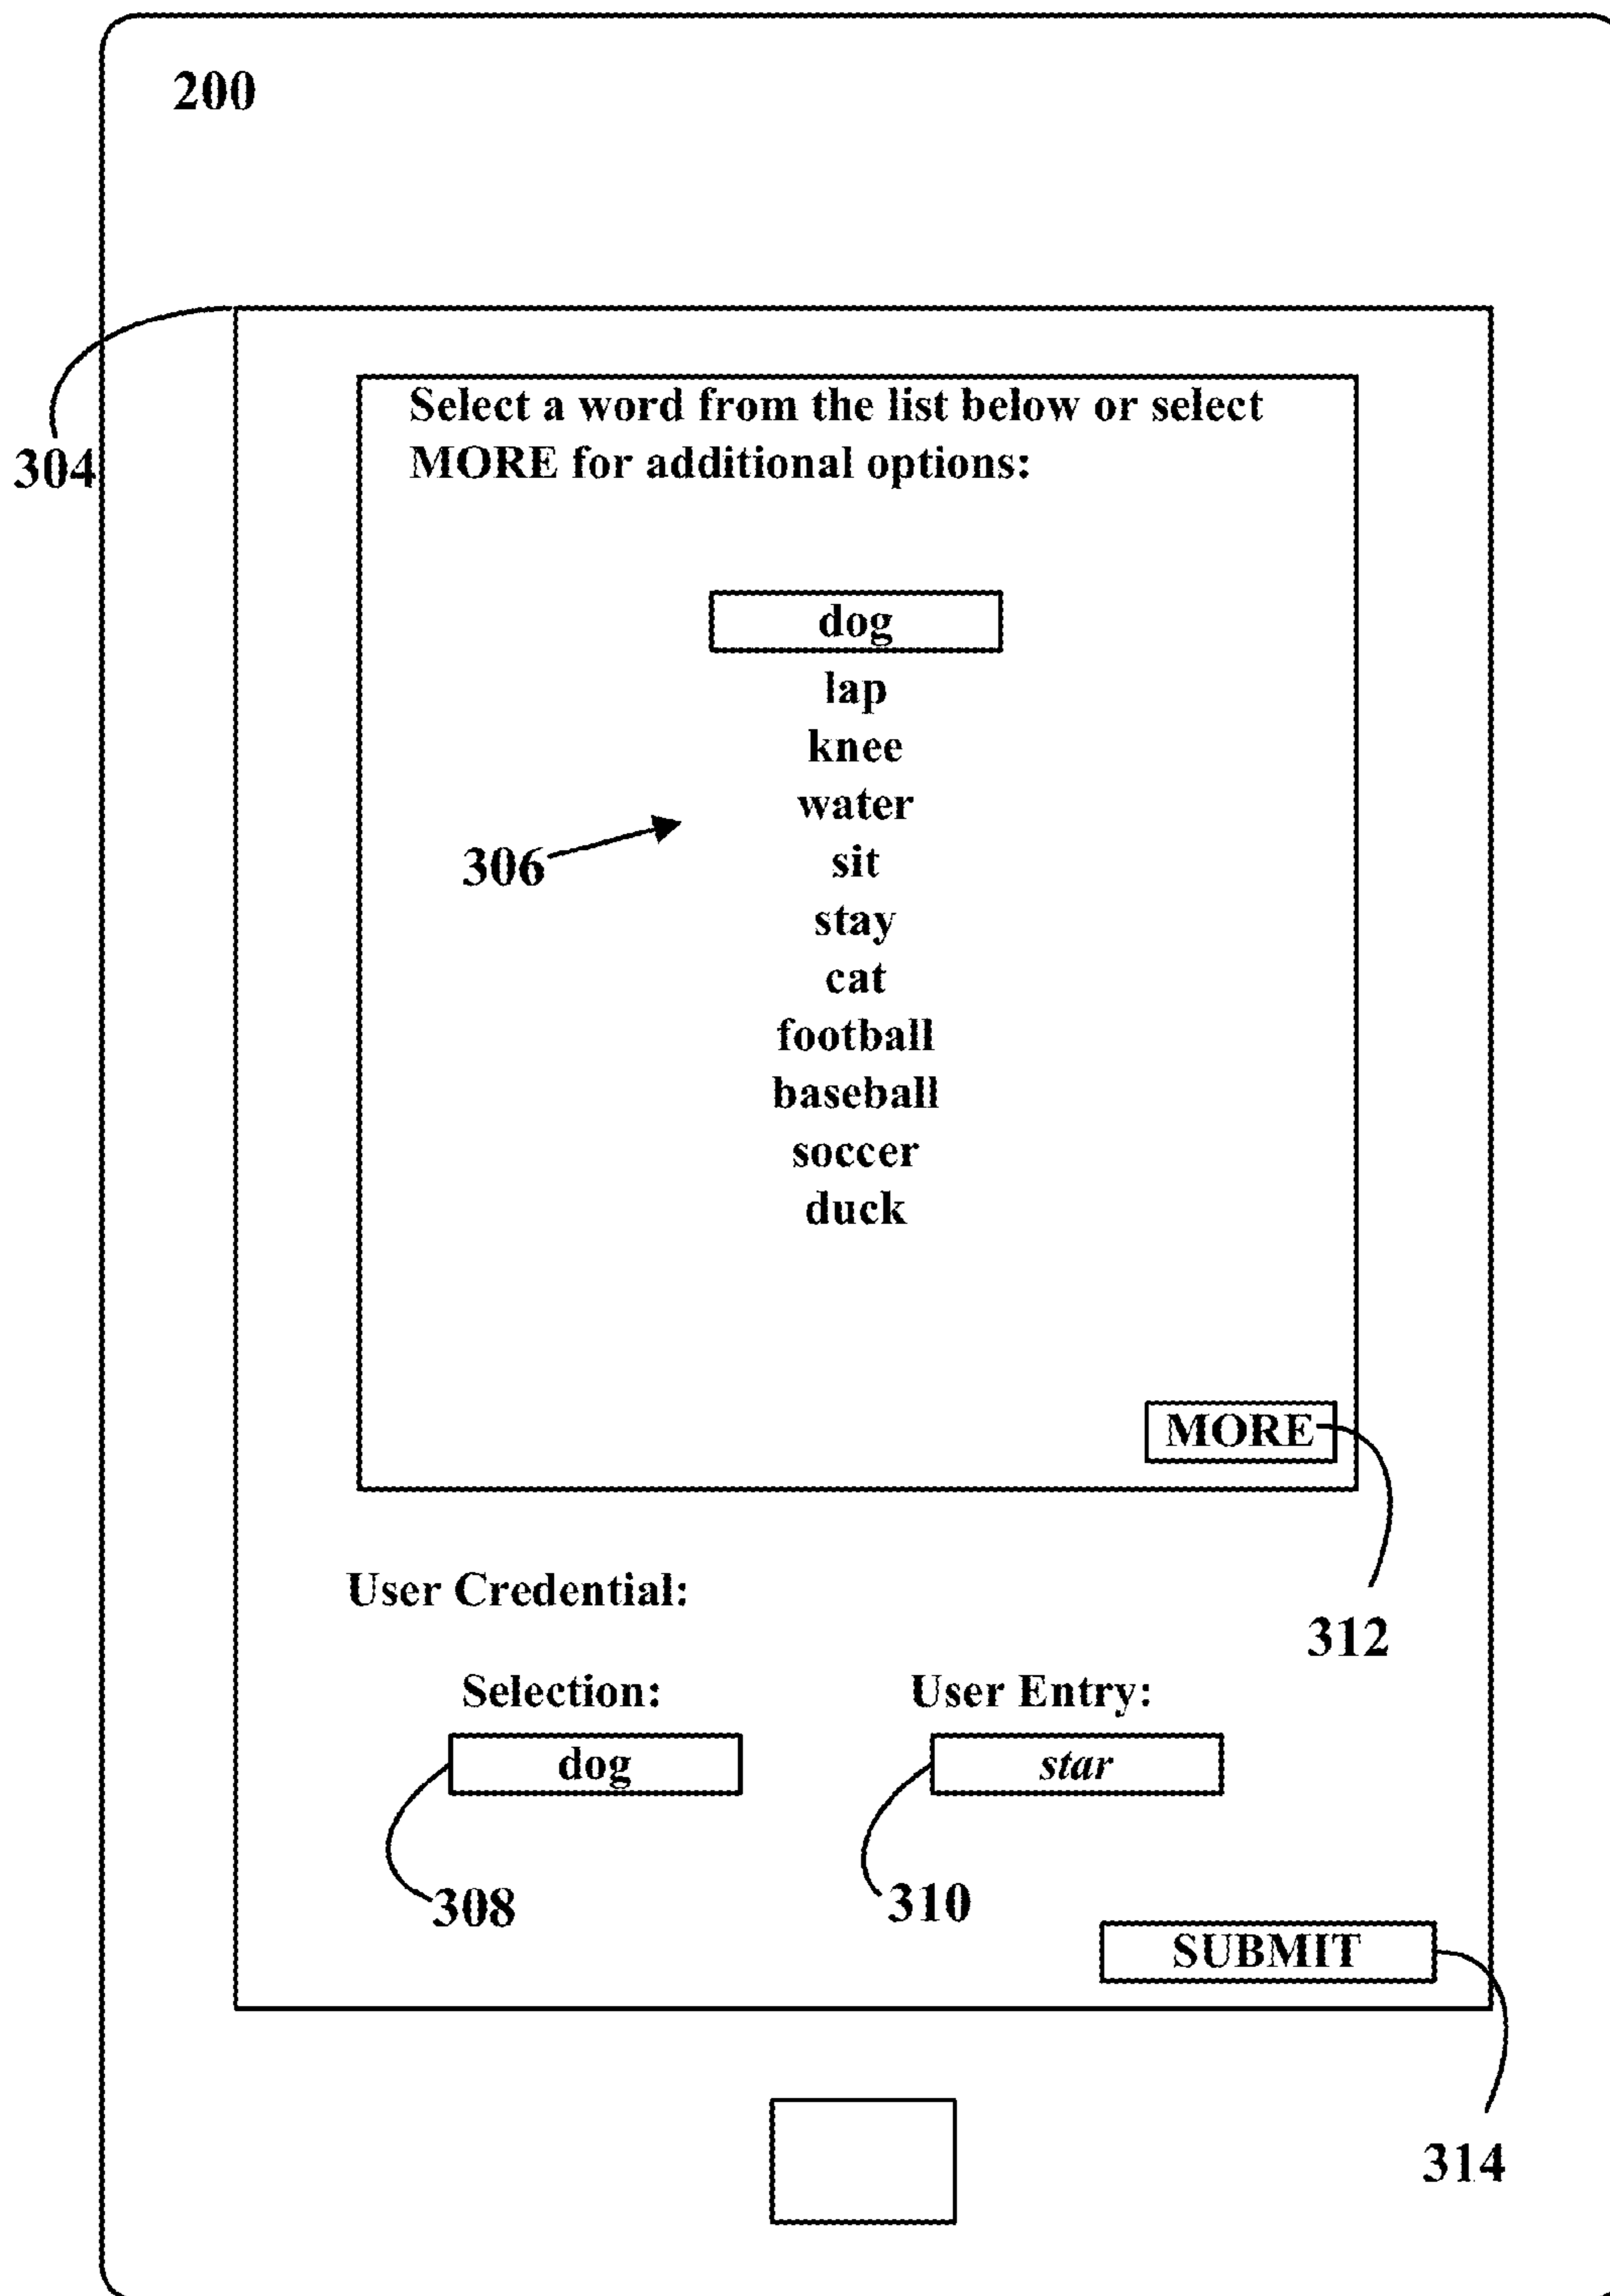 200
304
Select a word from the list below or select
MORE for additional options:
dog
lap
knee
water
306
sit
stay
cat
football
baseball
soccer
duck
MORE
312
User Credential:
Selection: User Entry:
dog star
308 310
SUBMIT
314